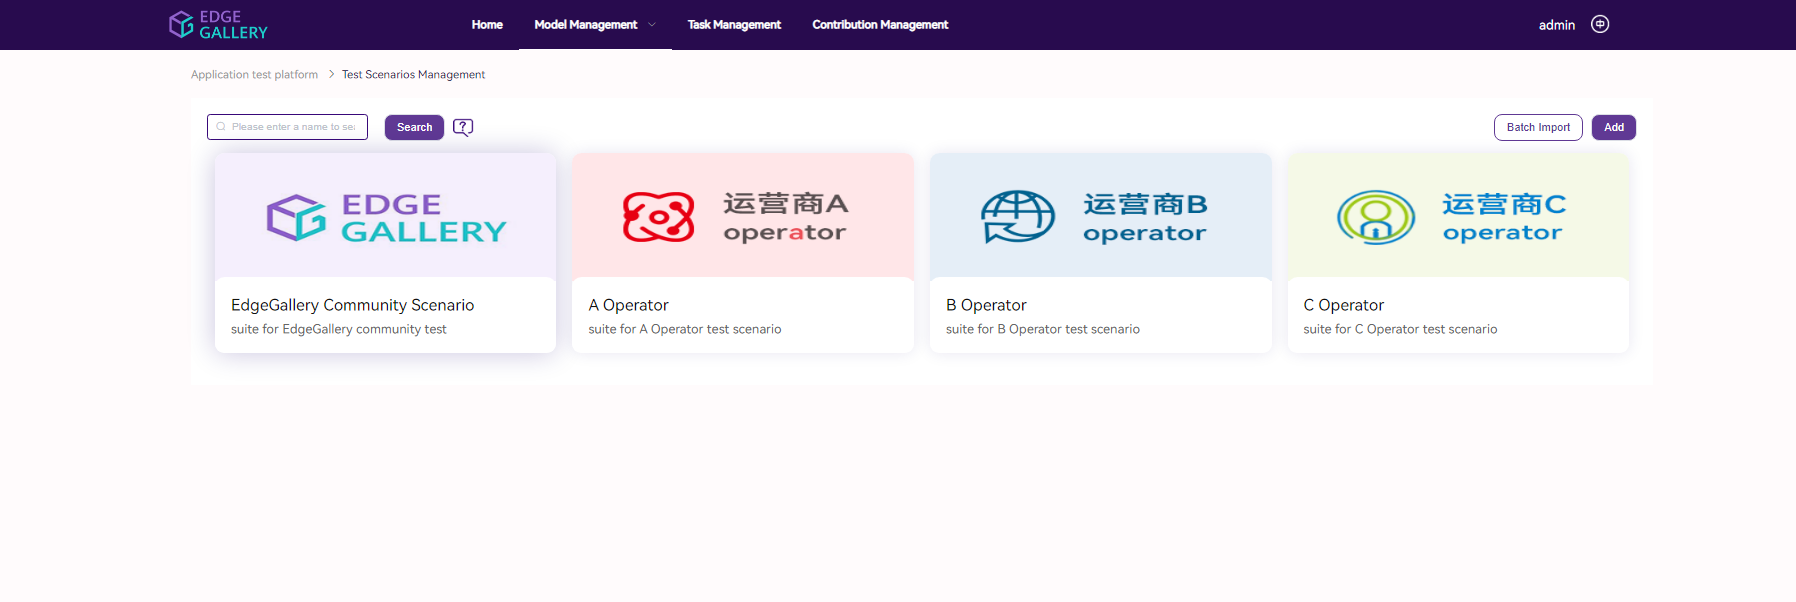 EDGE
GALLERY
Home
Model Management
Task Management
Contribution Management
admin
中
Application test platform > Test Scenarios Management
Please enter a name to se
Search
?
Batch Import
Add
EDGE
GALLERY
运营商A
operator
运营商B
operator
运营商C
operator
EdgeGallery Community Scenario
suite for EdgeGallery community test
A Operator
suite for A Operator test scenario
B Operator
suite for B Operator test scenario
C Operator
suite for C Operator test scenario